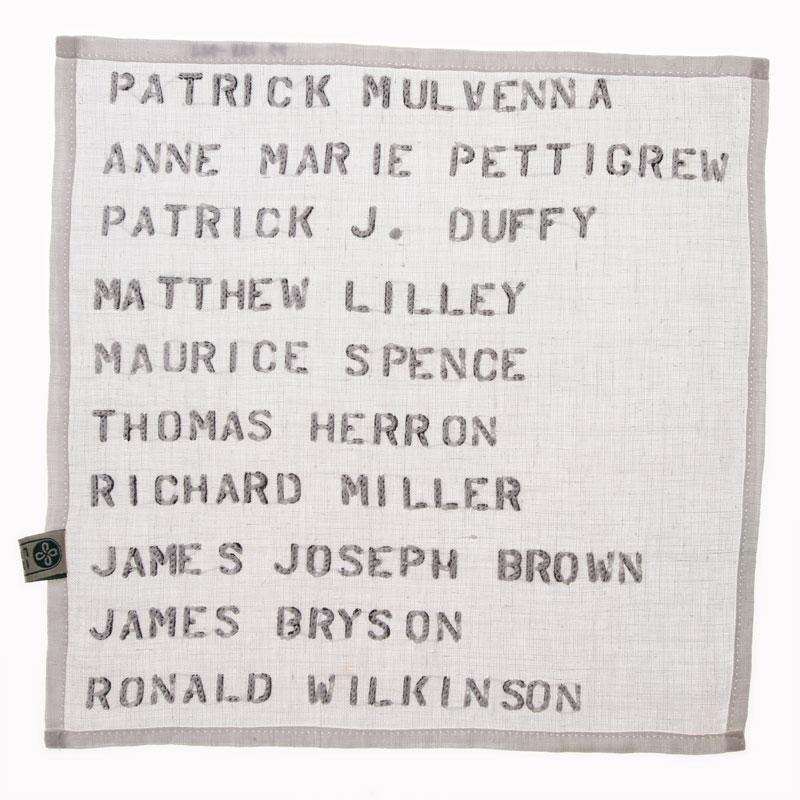 PATRICK MULVENNA
ANNE MARIE PETTIGREW
PATRICK J. DUFFY
MATTHEW LILLEY
MAURICE SPENCE
THOMAS HERRON
RICHARD MILLER
JAMES JOSEPH BROWN
JAMES BRYSON
RONALD WILKINSON